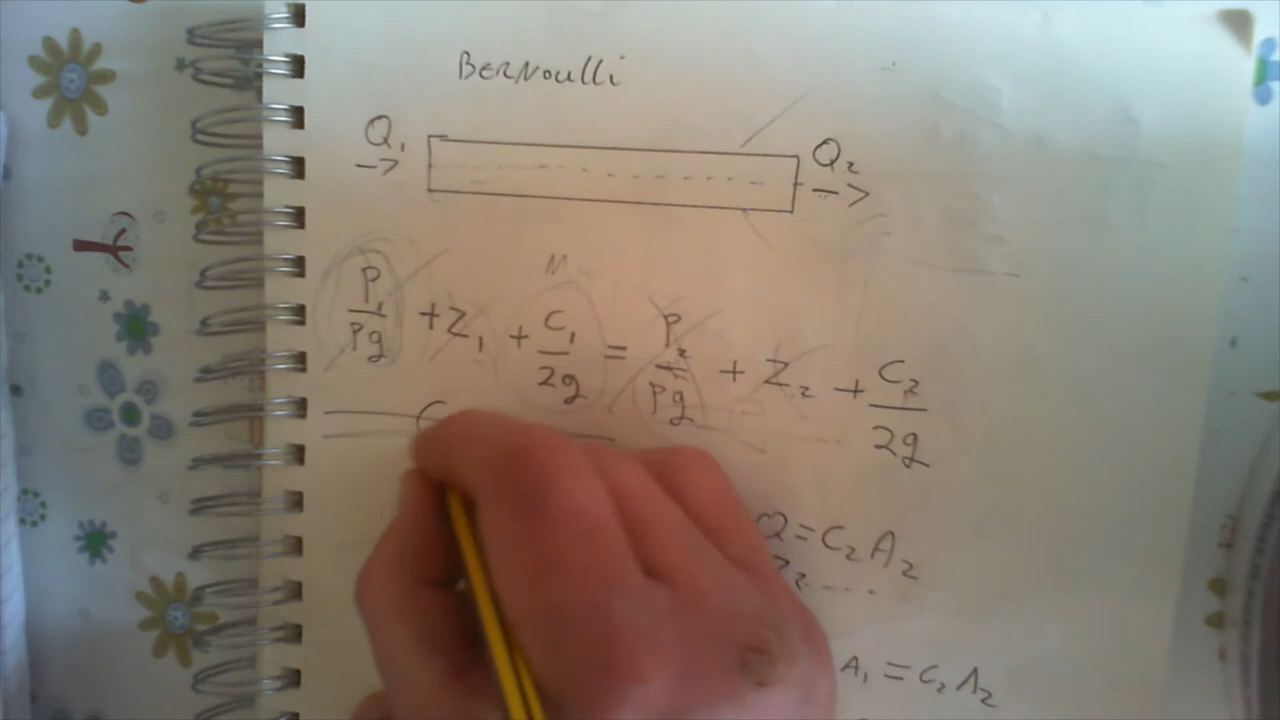 BERNOULLI
Q₁ → Q₂ →
P₁/ρg + Z₁ + C₁/2g = P₂/ρg + Z₂ + C₂/2g
C
Q = C₂ A₂
A₁ = C₂ A₂